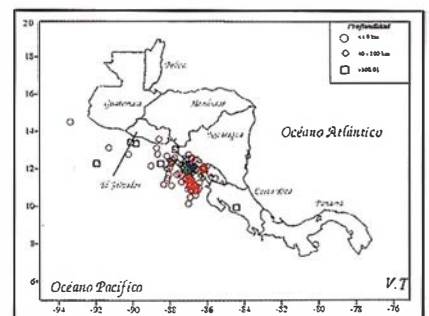 Profundidad
20
18
16
14
12
10
8
6
Belice
Guatemala
Honduras
Nicaragua
Océano Atlántico
El Salvador
Costa Rica
Panama
Océano Pacífico
V.T
-94 -92 -90 -88 -86 -84 -82 -80 -78 -76